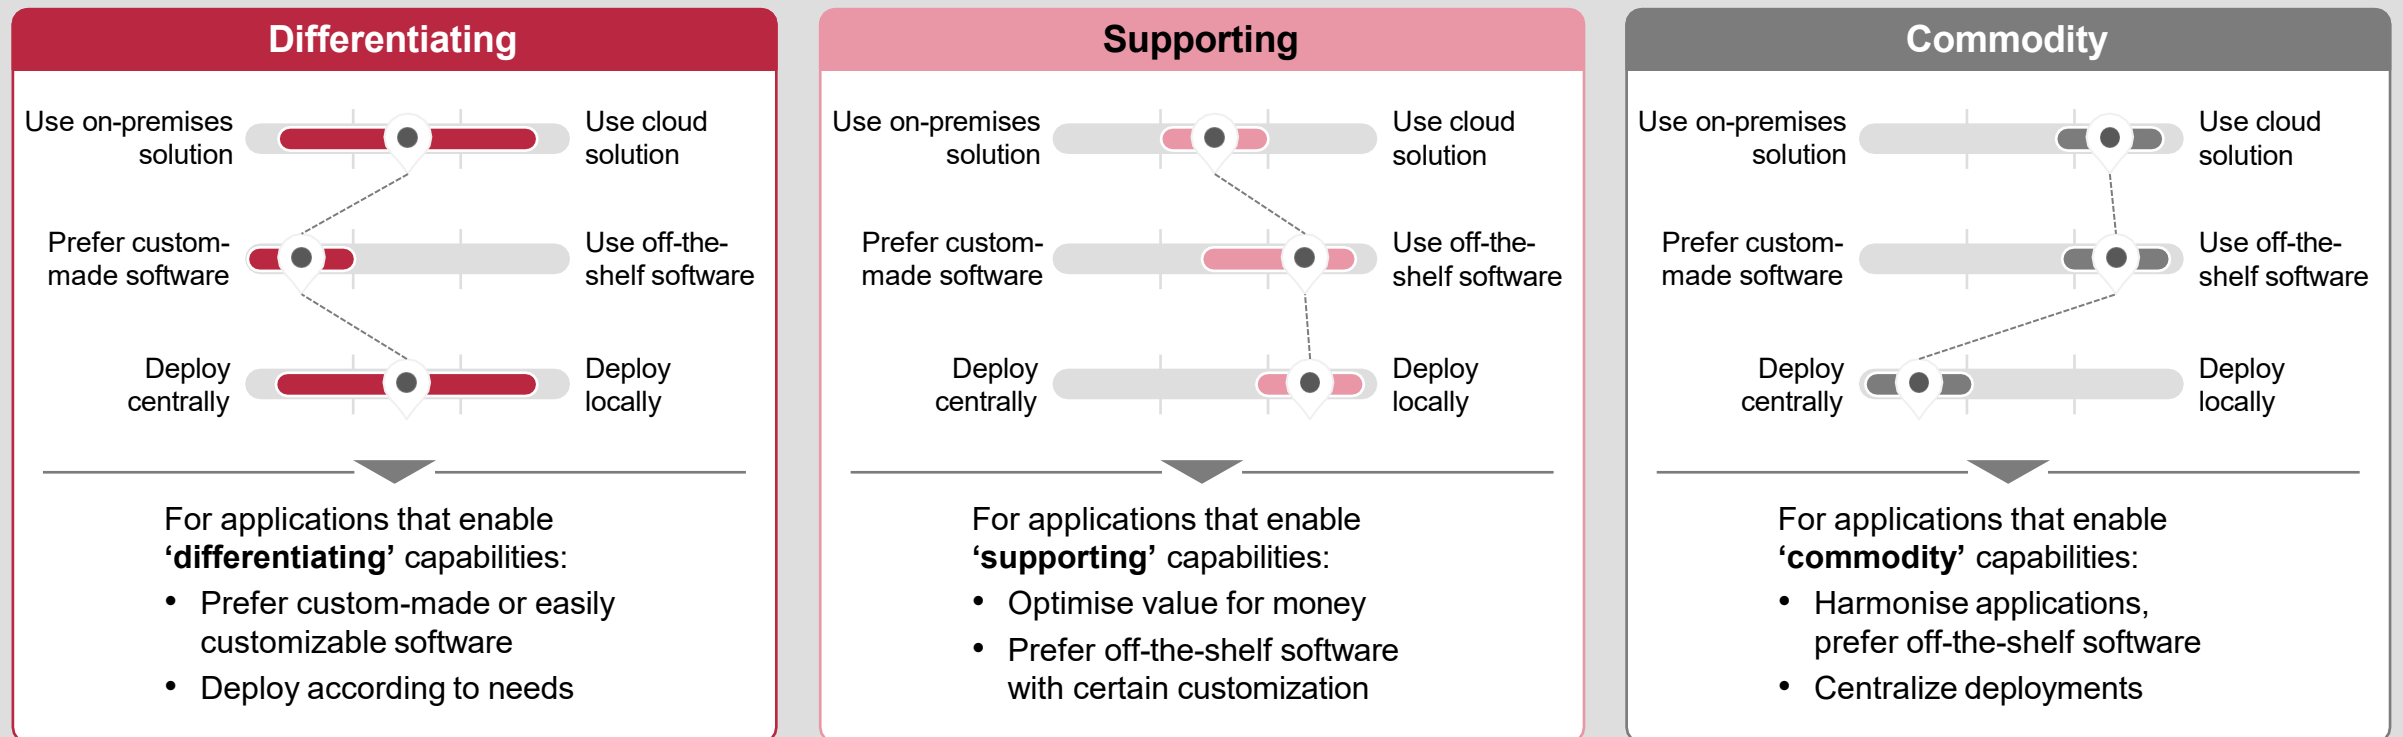 Differentiating
Use on-premises
solution
Use cloud
solution
Prefer custom-
made software
Use off-the-
shelf software
Deploy
centrally
Deploy
locally
For applications that enable
‘differentiating’ capabilities:
• Prefer custom-made or easily
customizable software
• Deploy according to needs
Supporting
Use on-premises
solution
Use cloud
solution
Prefer custom-
made software
Use off-the-
shelf software
Deploy
centrally
Deploy
locally
For applications that enable
‘supporting’ capabilities:
• Optimise value for money
• Prefer off-the-shelf software
with certain customization
Commodity
Use on-premises
solution
Use cloud
solution
Prefer custom-
made software
Use off-the-
shelf software
Deploy
centrally
Deploy
locally
For applications that enable
‘commodity’ capabilities:
• Harmonise applications,
prefer off-the-shelf software
• Centralize deployments